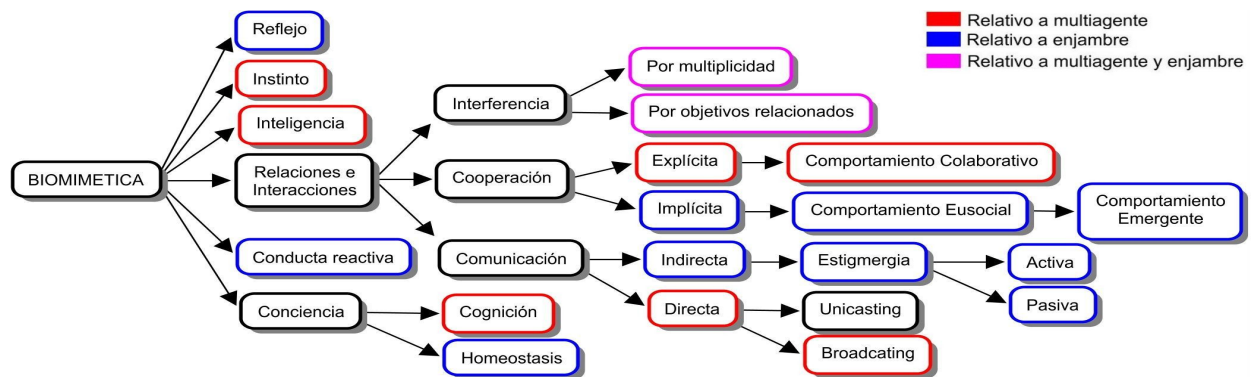 Relativo a multiagente
Relativo a enjambre
Relativo a multiagente y enjambre
BIOMIMETICA
Reflejo
Instinto
Inteligencia
Relaciones e
Interacciones
Conducta reactiva
Conciencia
Interferencia
Cooperación
Comunicación
Cognición
Homeostasis
Por multiplicidad
Por objetivos relacionados
Explícita
Implícita
Indirecta
Directa
Comportamiento Colaborativo
Comportamiento Eusocial
Estigmergia
Unicasting
Broadcating
Comportamiento
Emergente
Activa
Pasiva